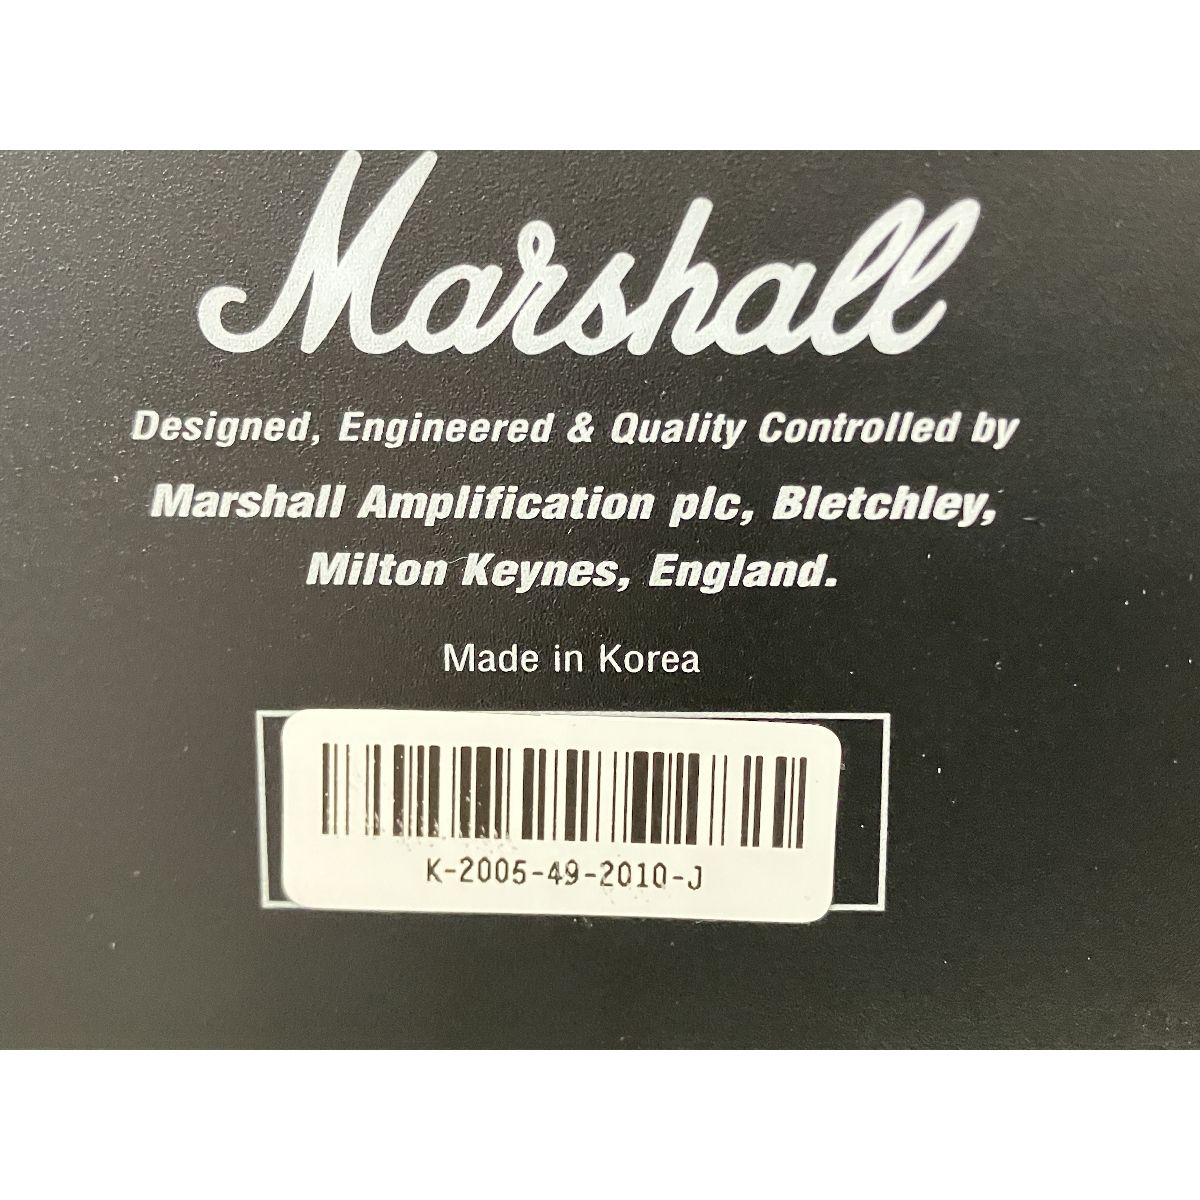 Marshall
Designed, Engineered & Quality Controlled by
Marshall Amplification plc, Bletchley,
Milton Keynes, England.
Made in Korea
K-2005-49-2010-J